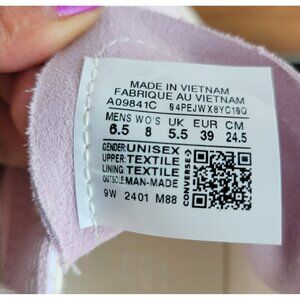 MADE IN VIETNAM
FABRIQUE AU VIETNAM
A09841C 94PEJWX8YC19Q
MENS WO'S UK EUR CM
6.5 8 5.5 39 24.5
GENDER: UNISEX
UPPER: TEXTILE
LINING: TEXTILE
OUTSOLE: MAN-MADE
9W 2401 M88
CONVERSE